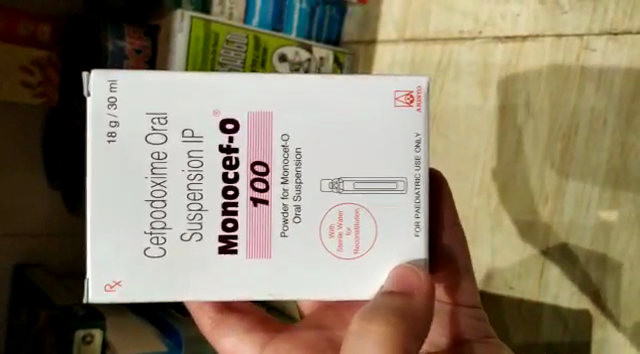 Rx
18 g / 30 ml
Cefpodoxime Oral
Suspension IP
Monocef-O®
100
Powder for Monocef-O
Oral Suspension
With
Sterile Water
for
Reconstitution
FOR PAEDIATRIC USE ONLY
ARISTO